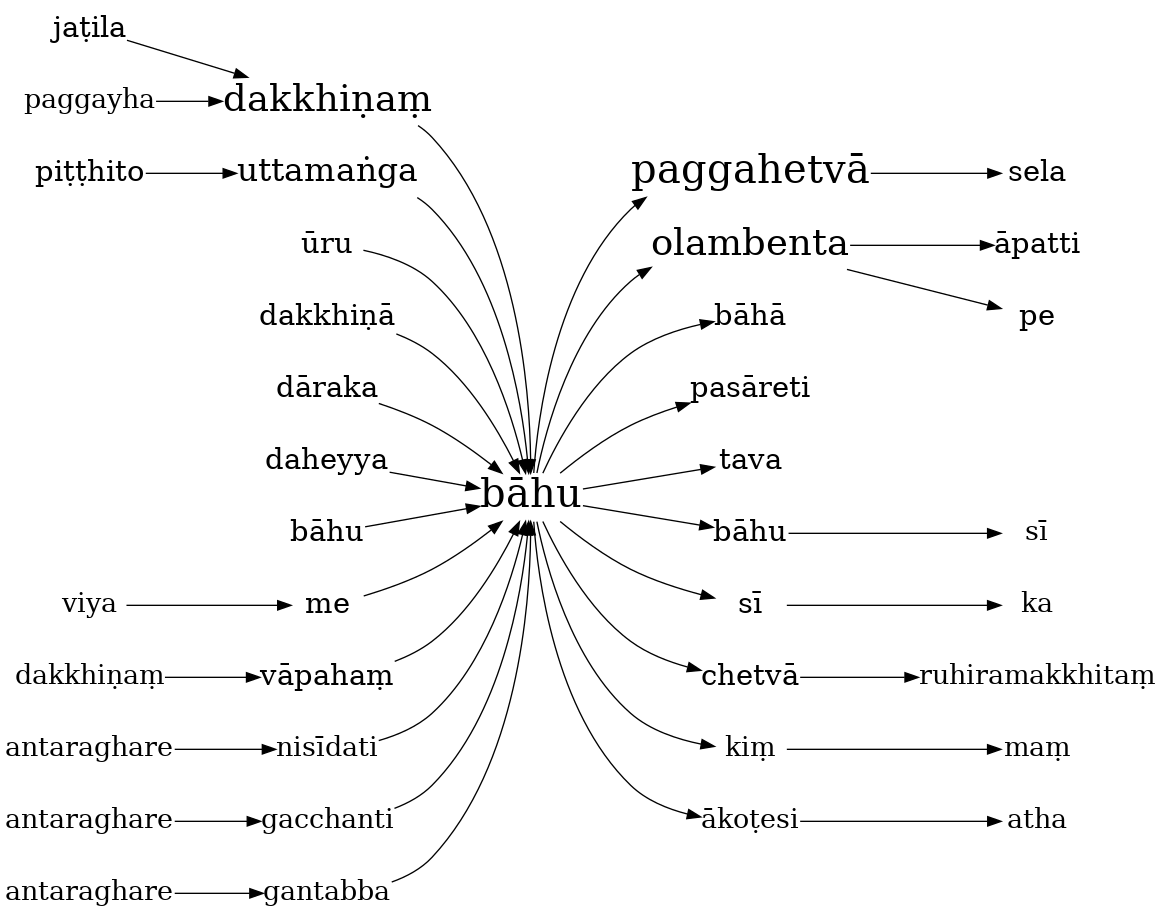 jaṭila
paggayha
dakkhiṇaṃ
piṭṭhito
uttamaṅga
paggahetvā
sela
ūru
olambenta
āpatti
dakkhiṇā
bāhā
pe
dāraka
pasāreti
daheyya
tava
bāhu
bāhu
bāhu
sī
viya
me
sī
ka
dakkhiṇaṃ
vāpahaṃ
chetvā
ruhiramakkhitaṃ
antaraghare
nisīdati
kiṃ
maṃ
antaraghare
gacchanti
ākoṭesi
atha
antaraghare
gantabba